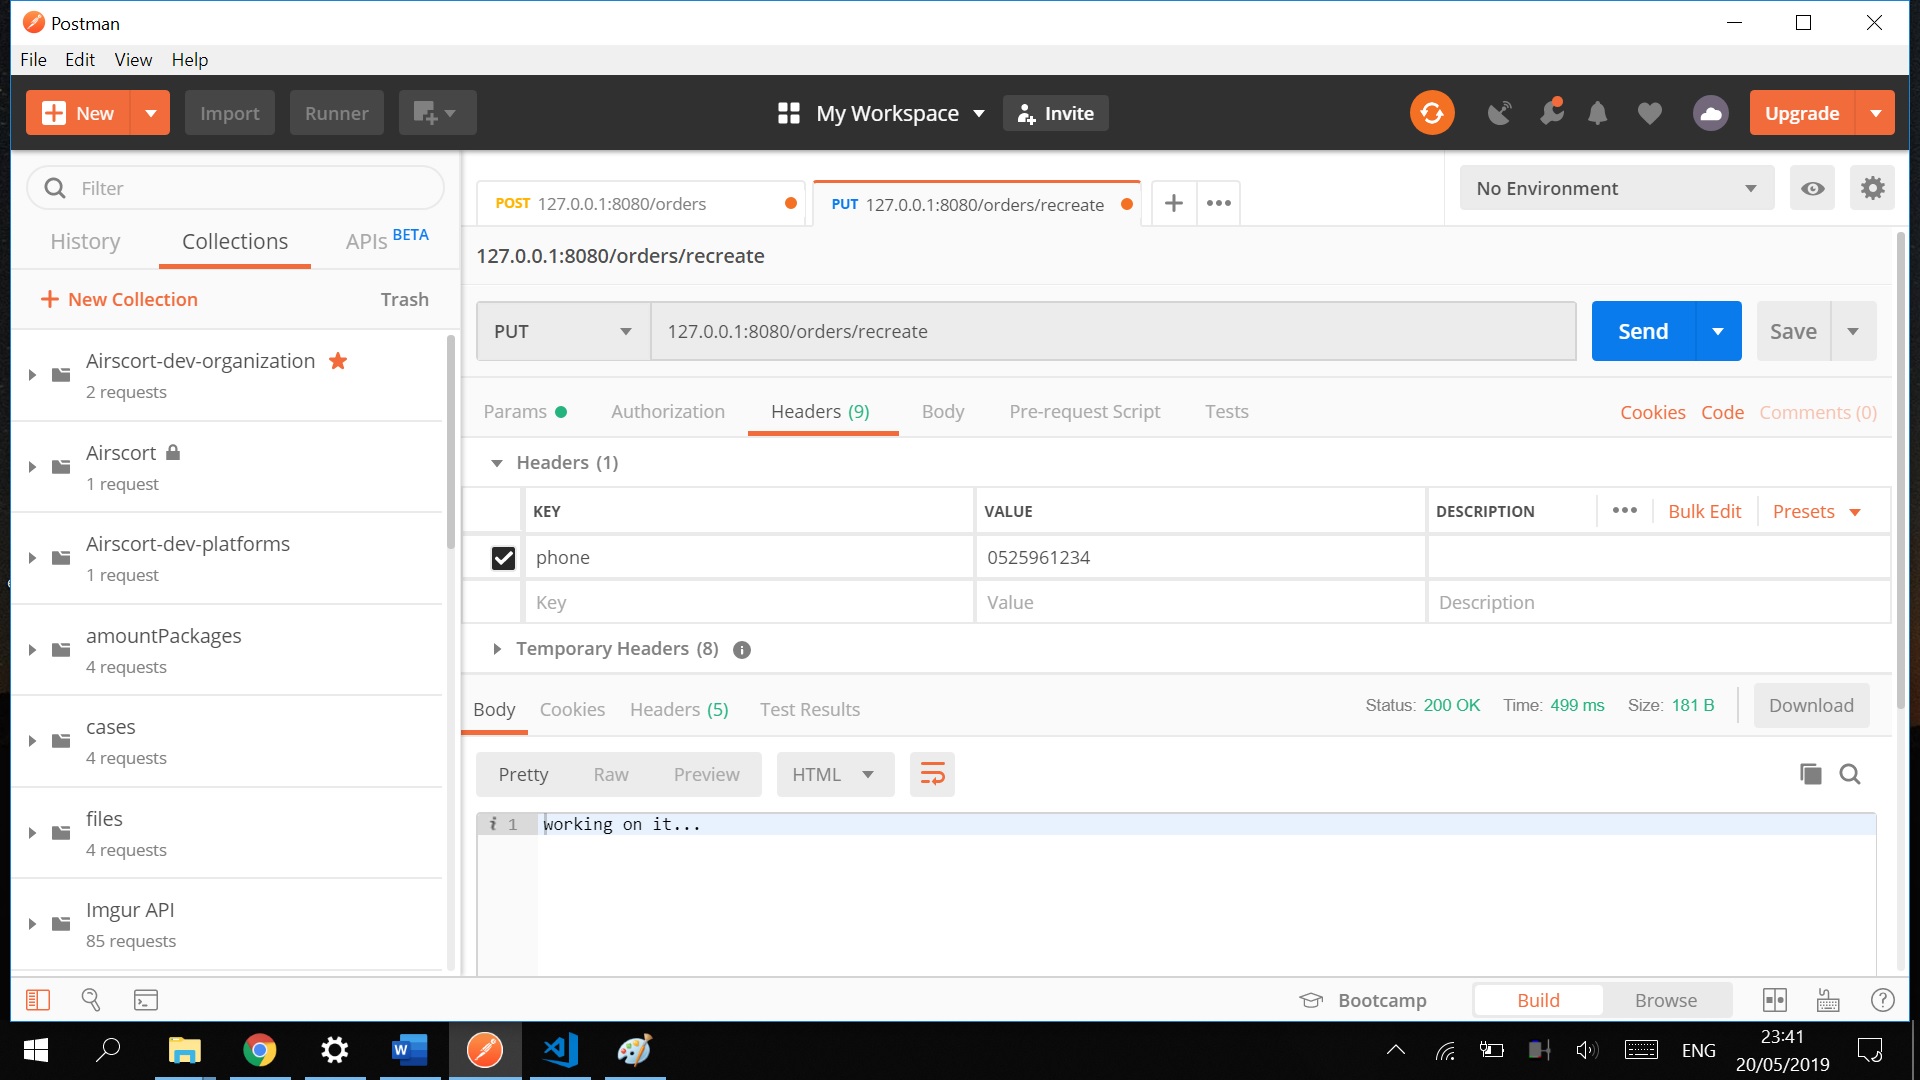 Postman
File Edit View Help
New Import Runner My Workspace Invite Upgrade
Filter
History Collections APIs BETA
New Collection Trash
Airscort-dev-organization
2 requests
Airscort
1 request
Airscort-dev-platforms
1 request
amountPackages
4 requests
cases
4 requests
files
4 requests
Imgur API
85 requests
POST 127.0.0.1:8080/orders PUT 127.0.0.1:8080/orders/recreate No Environment
127.0.0.1:8080/orders/recreate
PUT 127.0.0.1:8080/orders/recreate Send Save
Params Authorization Headers (9) Body Pre-request Script Tests Cookies Code Comments (0)
Headers (1)
KEY VALUE DESCRIPTION Bulk Edit Presets
phone 0525961234
Key Value Description
Temporary Headers (8)
Body Cookies Headers (5) Test Results Status: 200 OK Time: 499 ms Size: 181 B Download
Pretty Raw Preview HTML
i 1 working on it...
Bootcamp Build Browse
ENG 23:41
20/05/2019